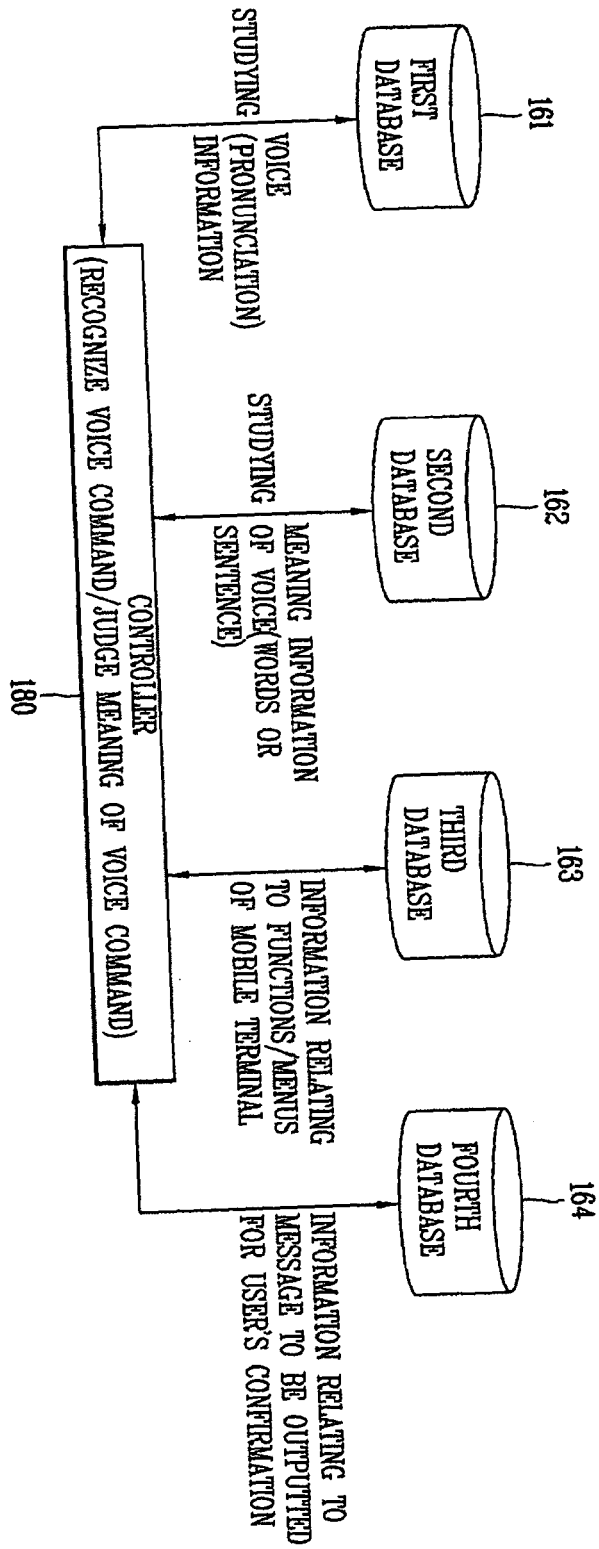 161
FIRST
DATABASE
STUDYING
VOICE
(PRONUNCIATION)
INFORMATION
162
SECOND
DATABASE
STUDYING
MEANING INFORMATION
OF VOICE(WORDS OR
SENTENCE)
163
THIRD
DATABASE
INFORMATION RELATING
TO FUNCTIONS/MENUS
OF MOBILE TERMINAL
164
FOURTH
DATABASE
INFORMATION RELATING TO
MESSAGE TO BE OUTPUTTED
FOR USER'S CONFIRMATION
CONTROLLER
(RECOGNIZE VOICE COMMAND/JUDGE MEANING OF VOICE COMMAND)
180